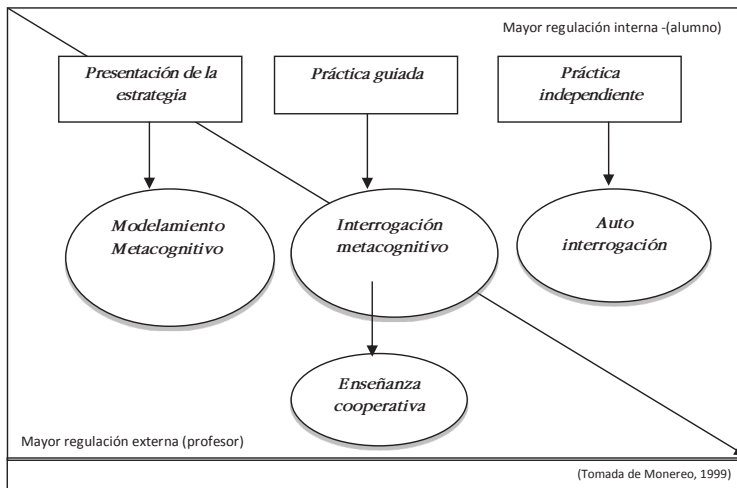 Mayor regulación interna -(alumno)
Presentación de la
estrategia
Práctica guiada
Práctica
independiente
Modelamiento
Metacognitivo
Interrogación
metacognitivo
Auto
interrogación
Enseñanza
cooperativa
Mayor regulación externa (profesor)
(Tomada de Monereo, 1999)